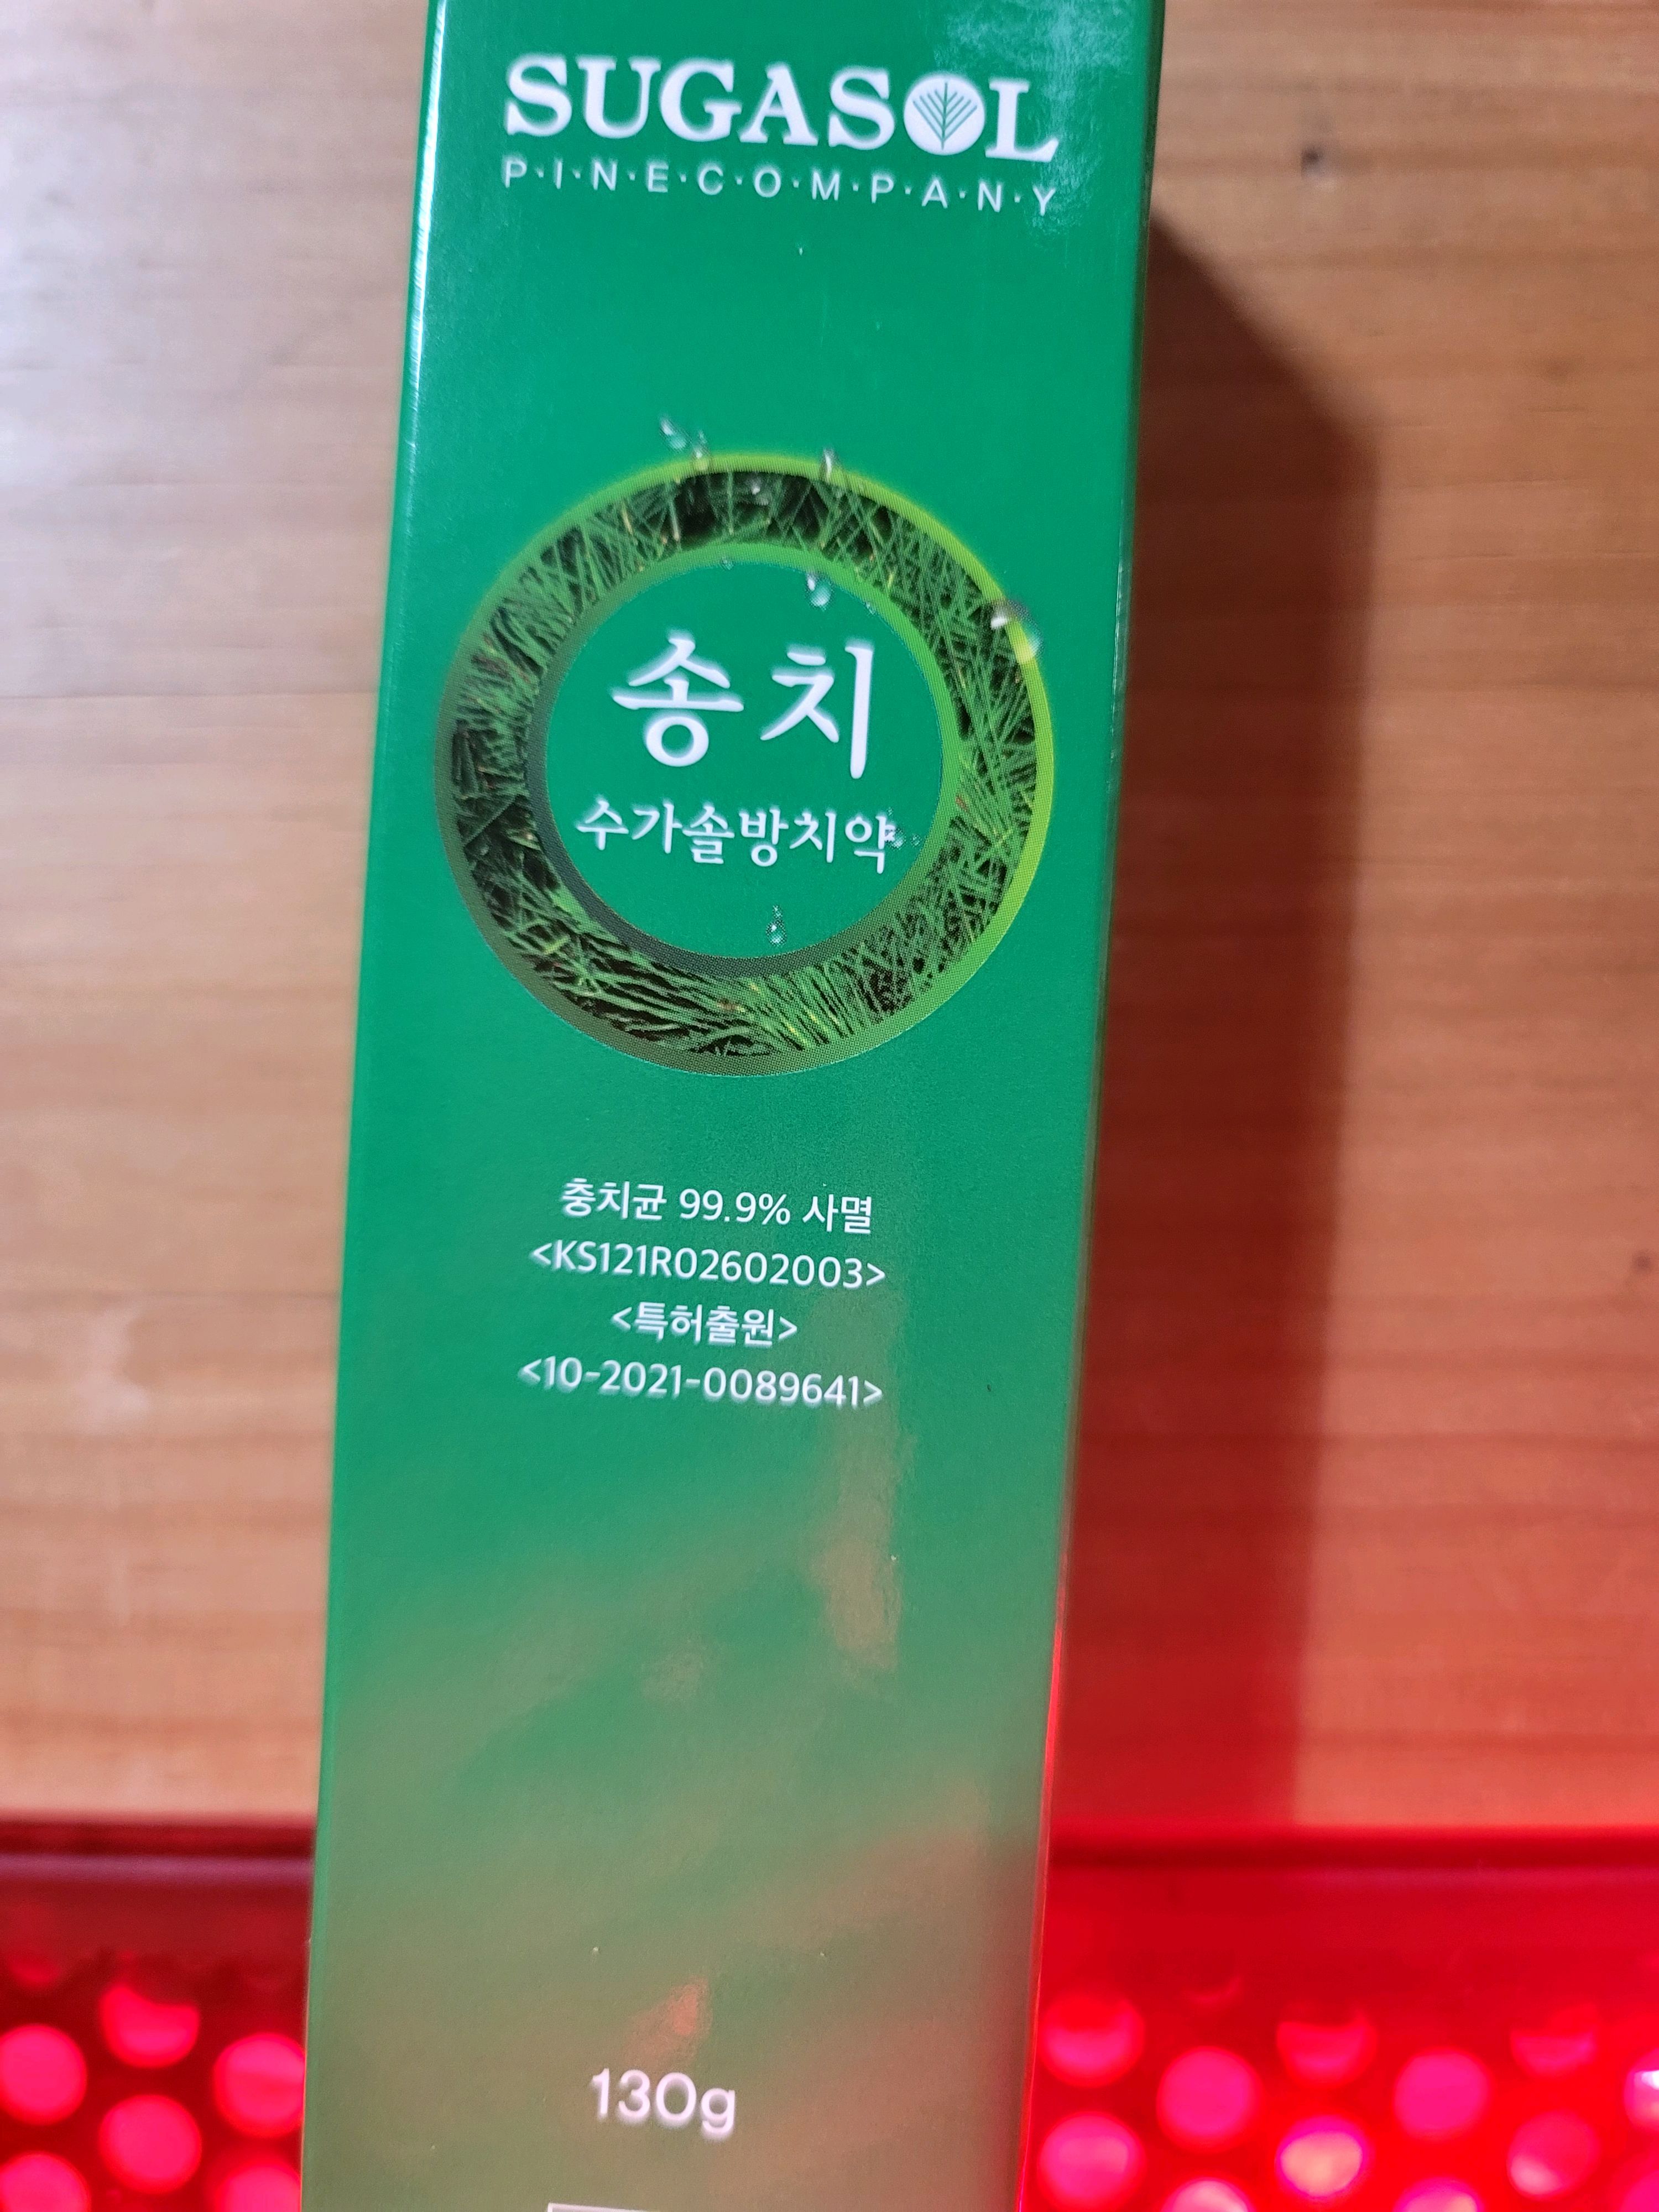 SUGASOL
P·I·N·E·C·O·M·P·A·N·Y
송치
수가솔방치약
충치균 99.9% 사멸
<KS121R02602003>
<특허출원>
<10-2021-0089641>
130g